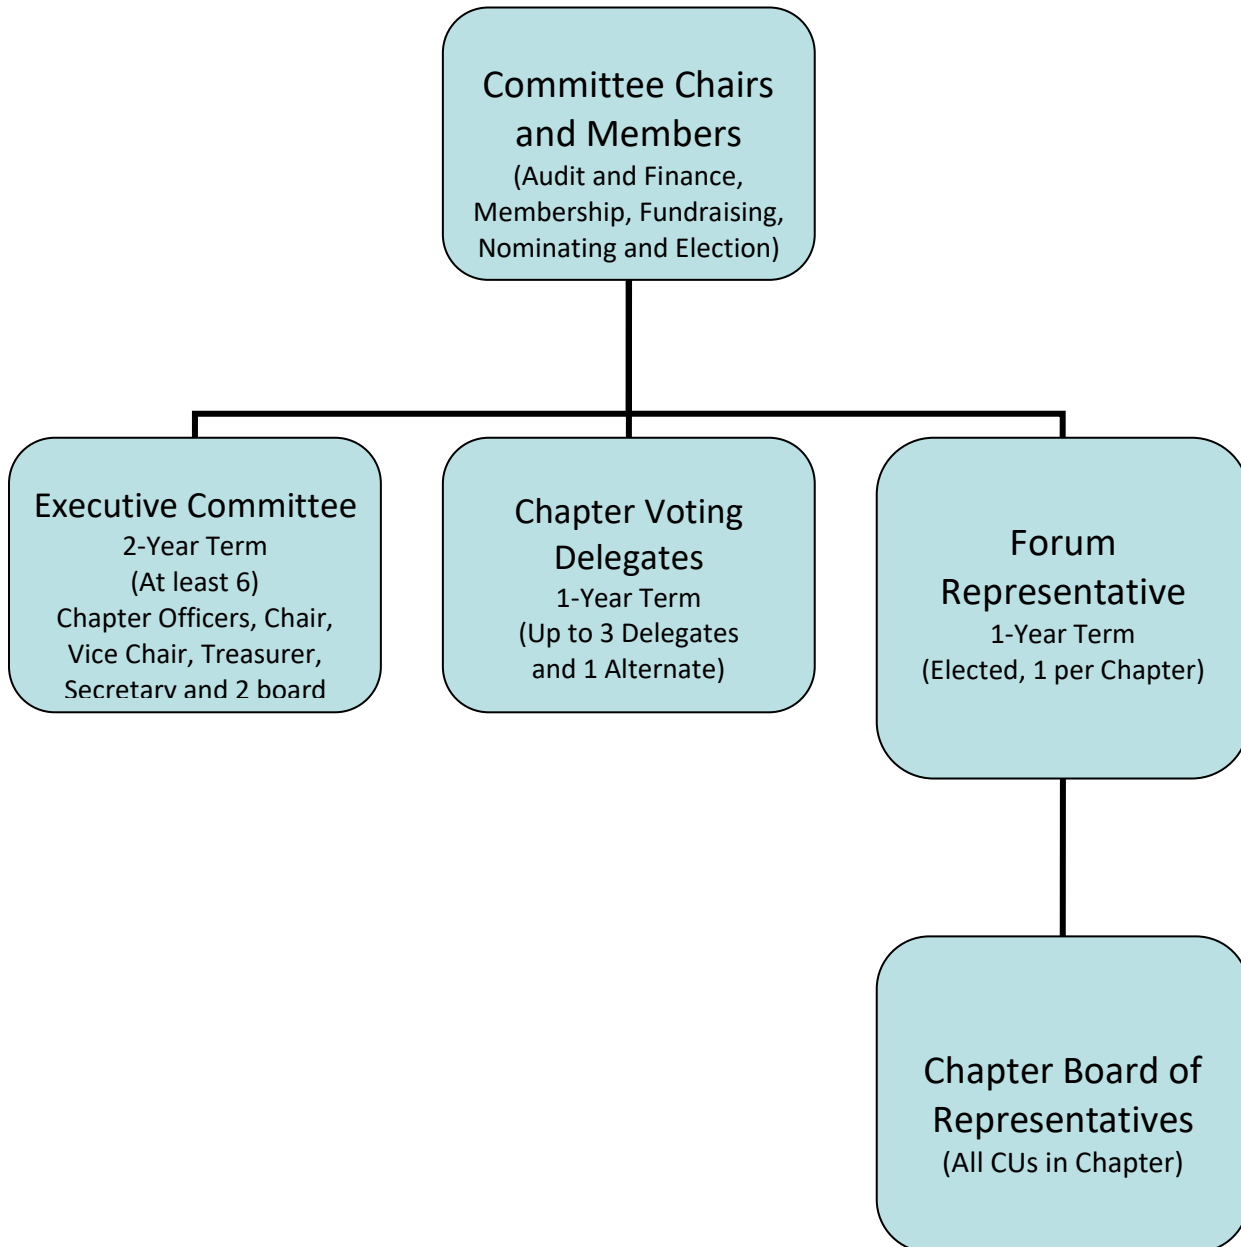 Committee Chairs
and Members
(Audit and Finance,
Membership, Fundraising,
Nominating and Election)
Executive Committee
2-Year Term
(At least 6)
Chapter Officers, Chair,
Vice Chair, Treasurer,
Secretary and 2 board
Chapter Voting
Delegates
1-Year Term
(Up to 3 Delegates
and 1 Alternate)
Forum
Representative
1-Year Term
(Elected, 1 per Chapter)
Chapter Board of
Representatives
(All CUs in Chapter)